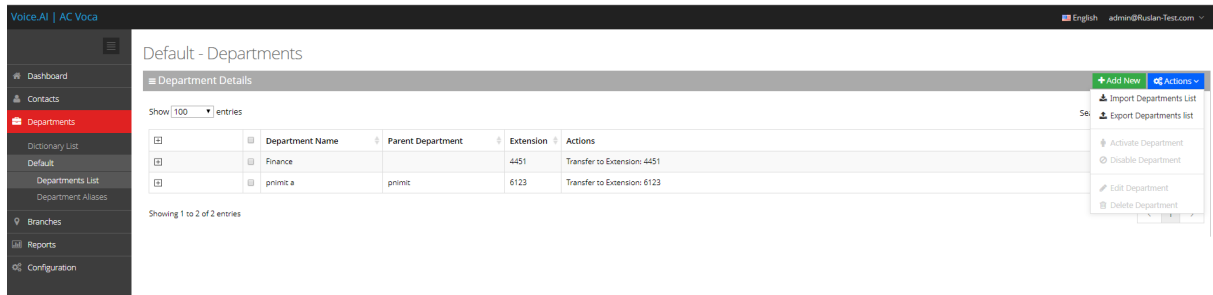 Voice.AI | AC Voca
English admin@Ruslan-Test.com
Default - Departments
Dashboard
Contacts
Departments
Dictionary List
Default
Departments List
Department Aliases
Branches
Reports
Configuration
Department Details
Add New Actions
Show 100 entries
Import Departments List
Export Departments list
Activate Department
Disable Department
Edit Department
Delete Department
Department Name Parent Department Extension Actions
Finance 4451 Transfer to Extension: 4451
pnimit a pnimit 6123 Transfer to Extension: 6123
Showing 1 to 2 of 2 entries
1